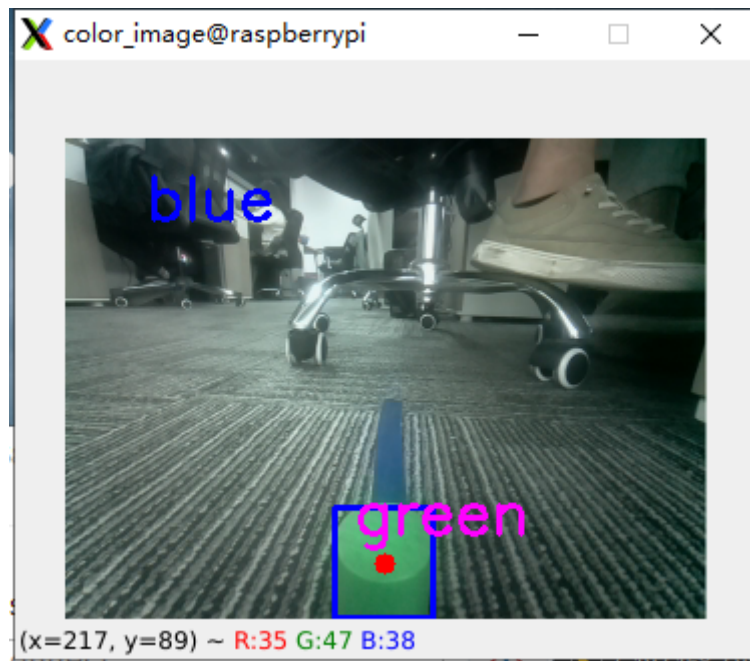 color_image@raspberrypi
blue
green
(x=217, y=89) ~ R:35 G:47 B:38